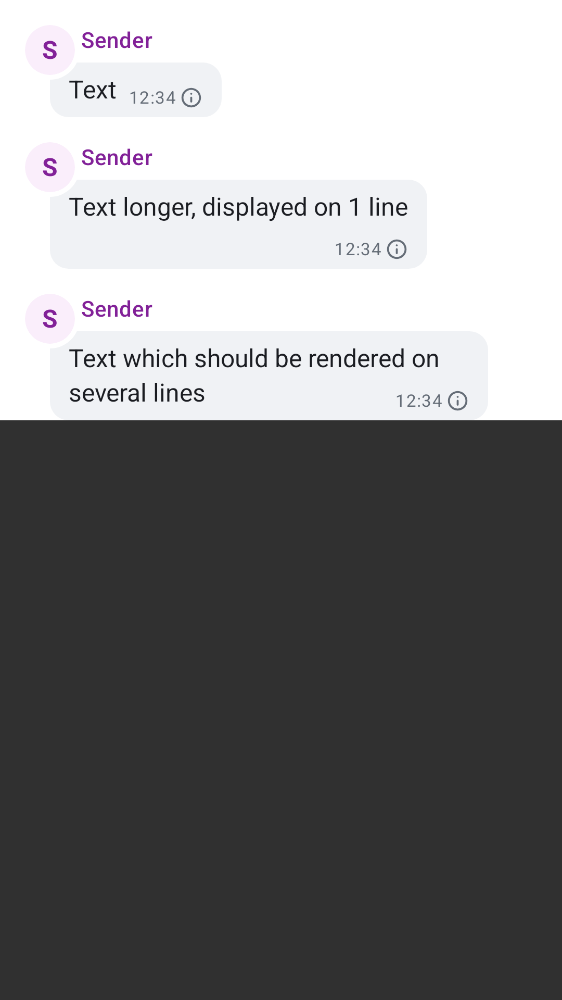 S Sender
Text 12:34
S Sender
Text longer, displayed on 1 line
12:34
S Sender
Text which should be rendered on
several lines 12:34